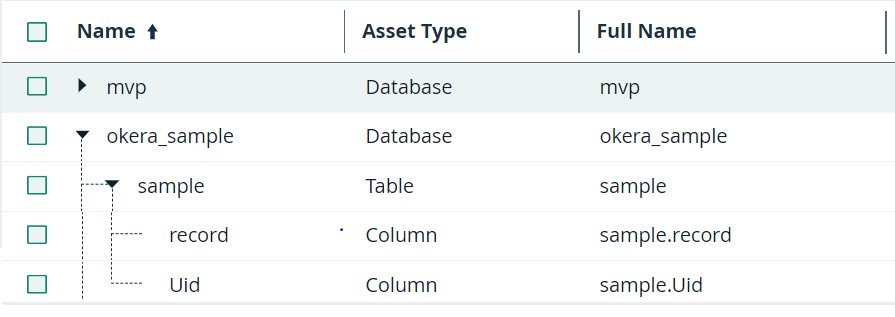 Name Asset Type Full Name
mvp Database mvp
okera_sample Database okera_sample
sample Table sample
record Column sample.record
Uid Column sample.Uid